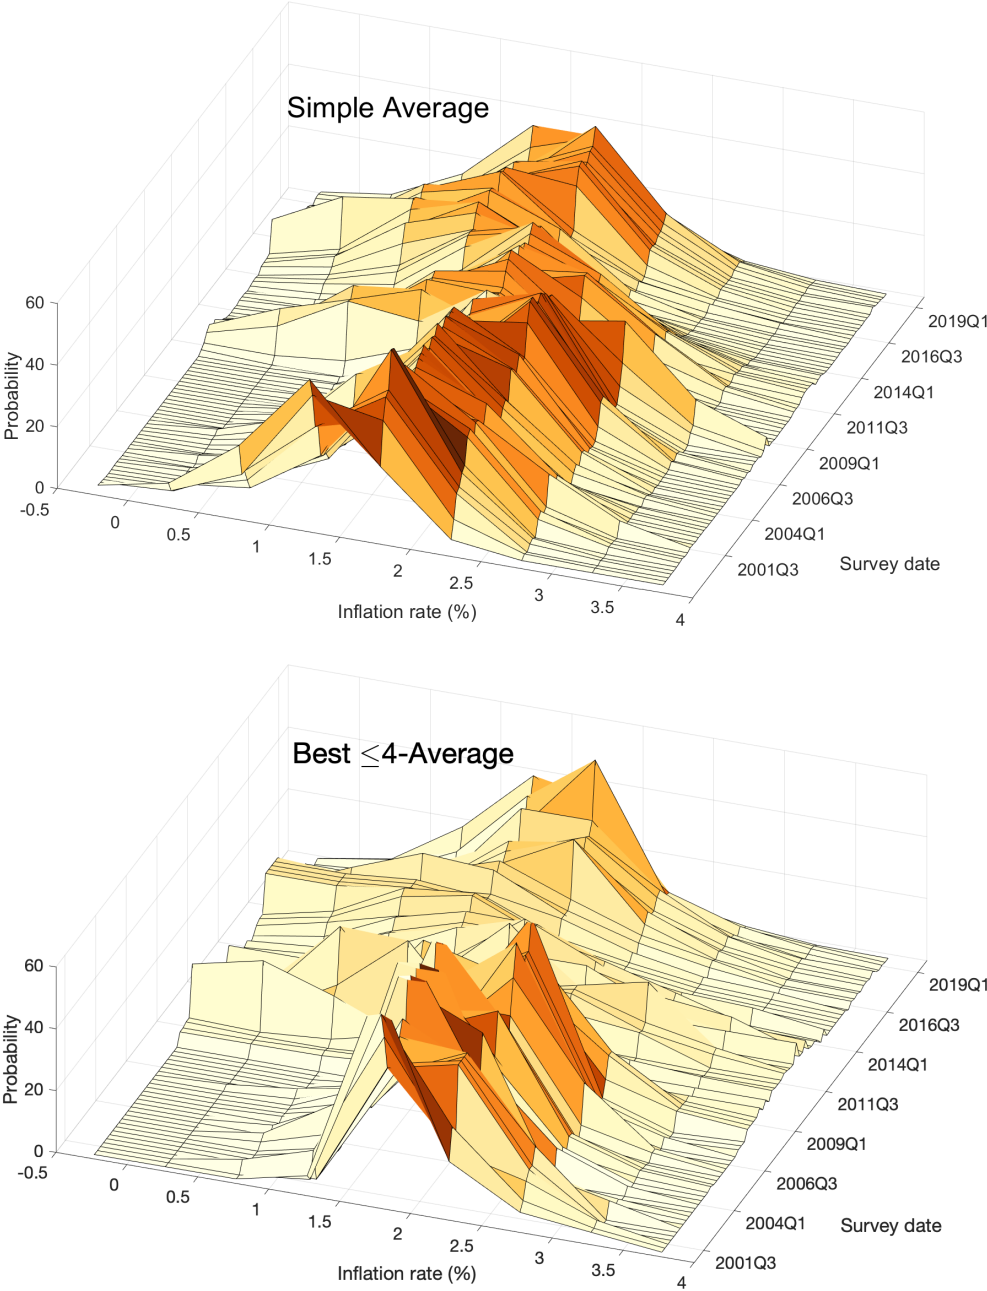 Simple Average
60
40
20
0
Probability
-0.5
0
0.5
1
1.5
2
2.5
3
3.5
4
Inflation rate (%)
2019Q1
2016Q3
2014Q1
2011Q3
2009Q1
2006Q3
2004Q1
2001Q3
Survey date
Best ≤4-Average
60
40
20
0
Probability
-0.5
0
0.5
1
1.5
2
2.5
3
3.5
4
Inflation rate (%)
2019Q1
2016Q3
2014Q1
2011Q3
2009Q1
2006Q3
2004Q1
2001Q3
Survey date